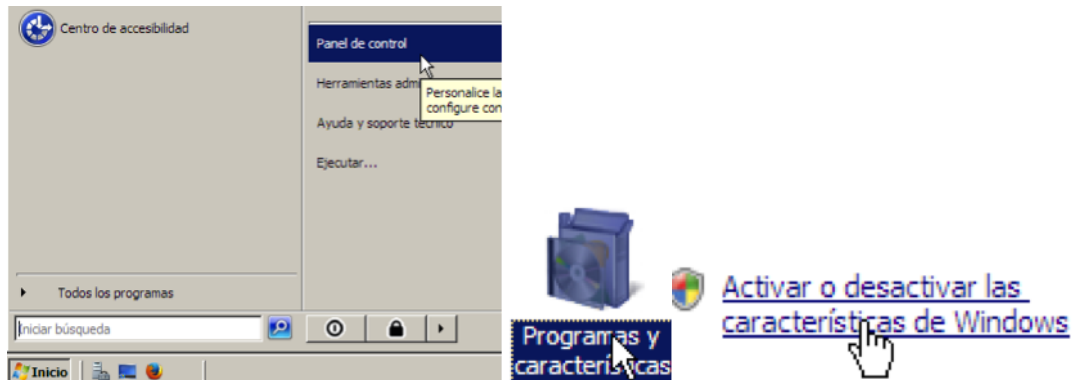 Centro de accesibilidad
Panel de control
Herramientas adm
Personalice la
configure con
Ayuda y soporte técnico
Ejecutar...
Todos los programas
Iniciar búsqueda
Inicio
Programas y
características
Activar o desactivar las
características de Windows